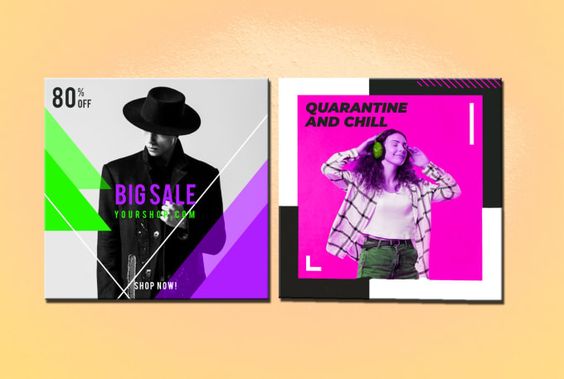 80%
OFF
BIG SALE
YOURSHOP.COM
SHOP NOW!
QUARANTINE
AND CHILL